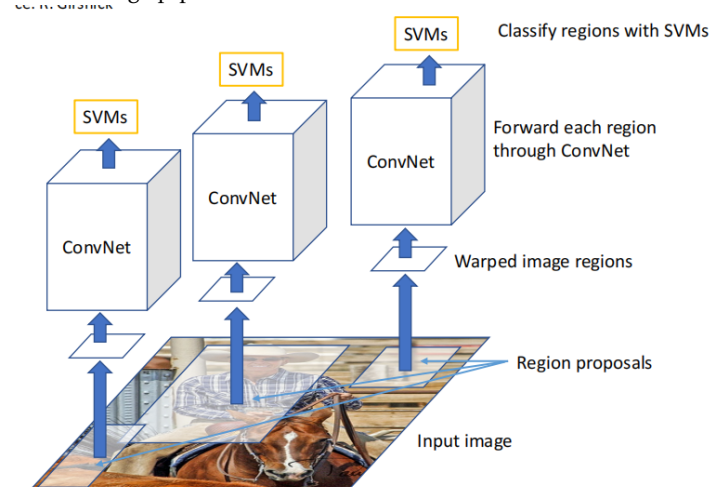 SVMs
Classify regions with SVMs
SVMs
SVMs
Forward each region
through ConvNet
ConvNet
ConvNet
ConvNet
Warped image regions
Region proposals
Input image